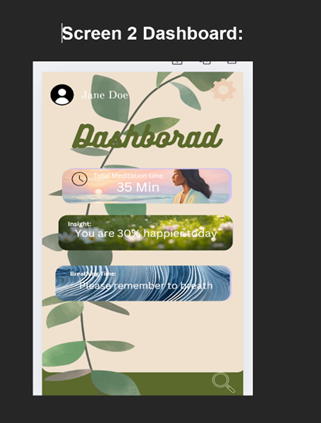 Screen 2 Dashboard:
Jane Doe
Dashborad
Total Meditation time:
35 Min
Insight:
You are 30% happier today
Breathing Time:
Please remember to breath